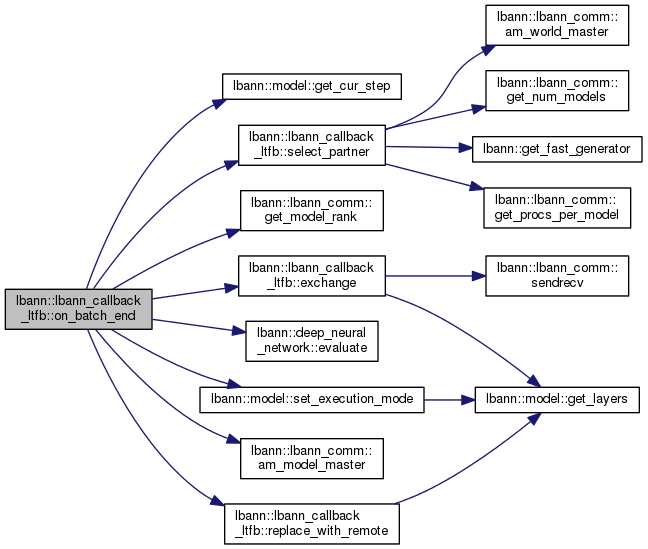 lbann::lbann_callback
_ltfb::on_batch_end
lbann::model::get_cur_step
lbann::lbann_callback
_ltfb::select_partner
lbann::lbann_comm::
get_model_rank
lbann::lbann_callback
_ltfb::exchange
lbann::deep_neural
_network::evaluate
lbann::model::set_execution_mode
lbann::lbann_comm::
am_model_master
lbann::lbann_callback
_ltfb::replace_with_remote
lbann::lbann_comm::
am_world_master
lbann::lbann_comm::
get_num_models
lbann::get_fast_generator
lbann::lbann_comm::
get_procs_per_model
lbann::lbann_comm::
sendrecv
lbann::model::get_layers